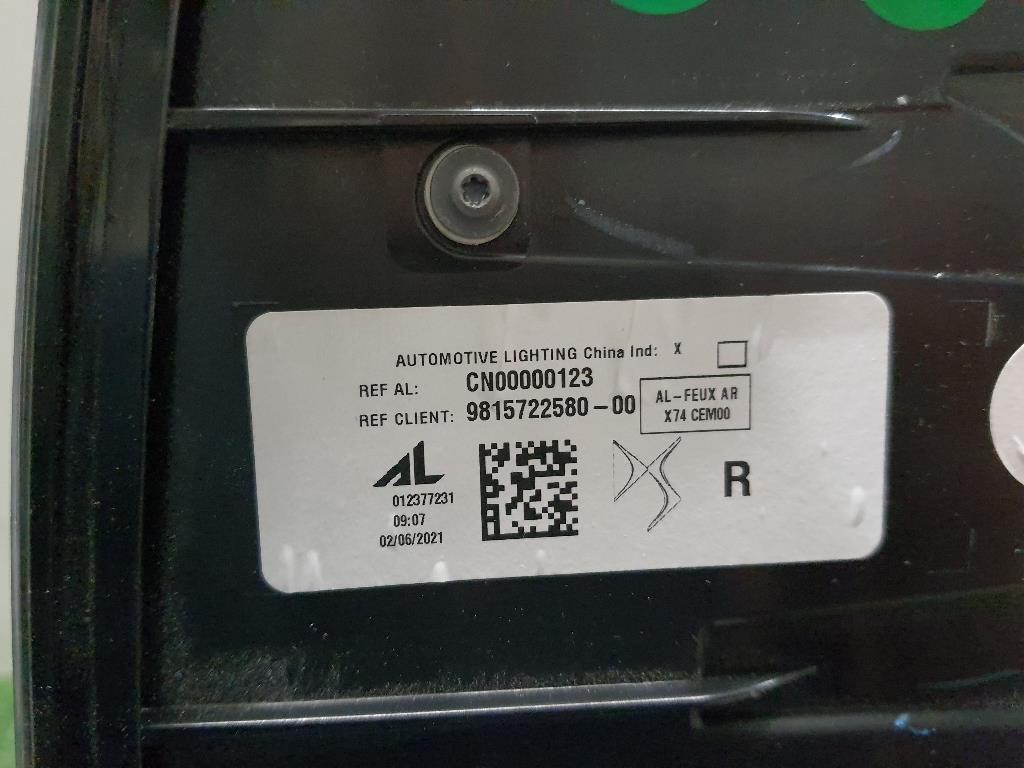 AUTOMOTIVE LIGHTING China Ind: X
REF AL: CN00000123
REF CLIENT: 9815722580-00
AL-FEUX AR
X74 CEM00
AL
012377231
09:07
02/06/2021
DS
R